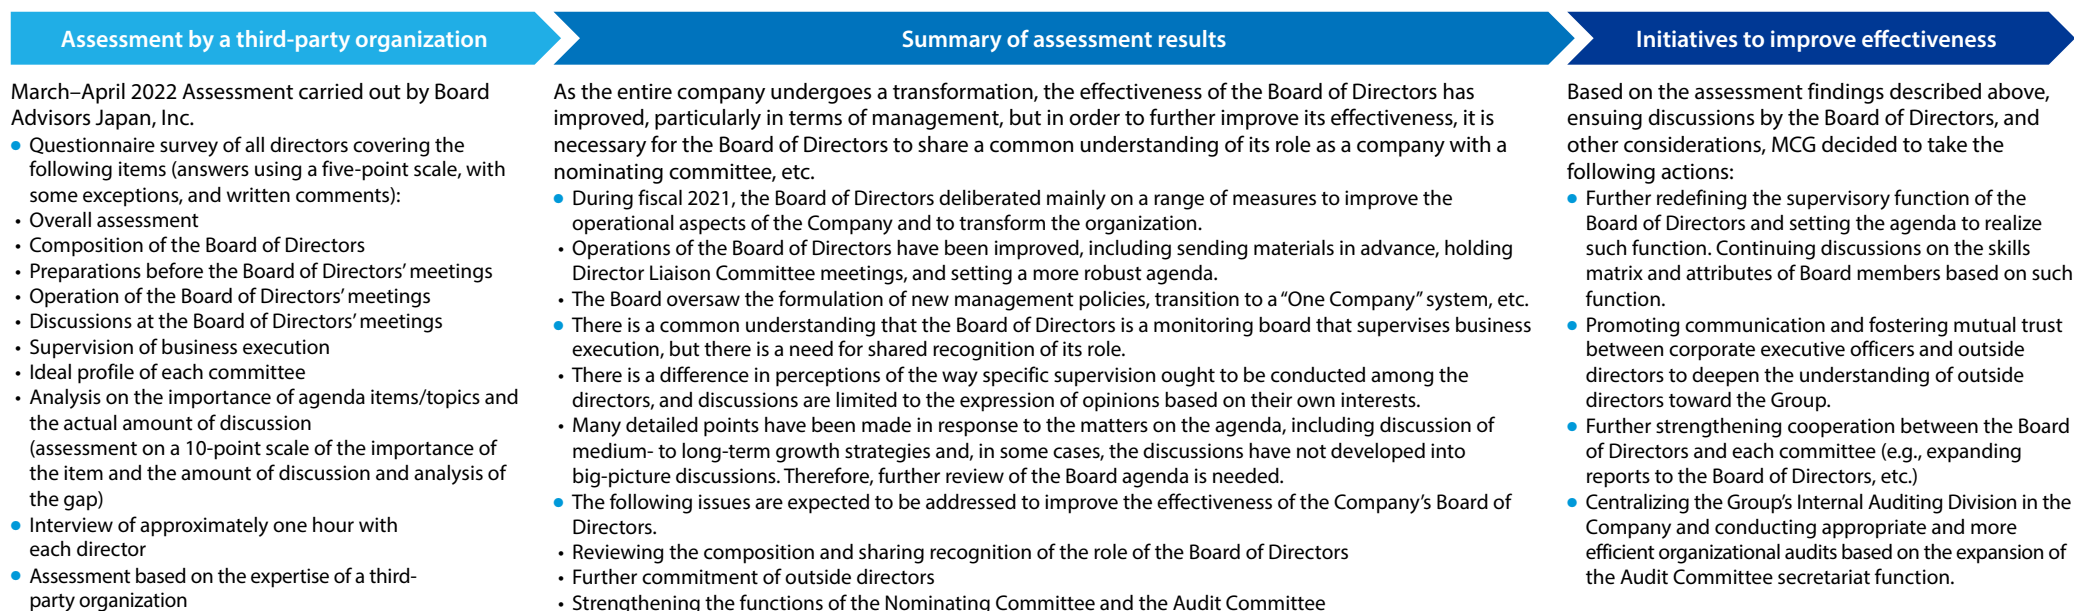 Assessment by a third-party organization
March–April 2022 Assessment carried out by Board
Advisors Japan, Inc.
● Questionnaire survey of all directors covering the
following items (answers using a five-point scale, with
some exceptions, and written comments):
• Overall assessment
• Composition of the Board of Directors
• Preparations before the Board of Directors’ meetings
• Operation of the Board of Directors’ meetings
• Discussions at the Board of Directors’ meetings
• Supervision of business execution
• Ideal profile of each committee
• Analysis on the importance of agenda items/topics and
the actual amount of discussion
(assessment on a 10-point scale of the importance of
the item and the amount of discussion and analysis of
the gap)
● Interview of approximately one hour with
each director
● Assessment based on the expertise of a third-
party organization
Summary of assessment results
As the entire company undergoes a transformation, the effectiveness of the Board of Directors has
improved, particularly in terms of management, but in order to further improve its effectiveness, it is
necessary for the Board of Directors to share a common understanding of its role as a company with a
nominating committee, etc.
● During fiscal 2021, the Board of Directors deliberated mainly on a range of measures to improve the
operational aspects of the Company and to transform the organization.
• Operations of the Board of Directors have been improved, including sending materials in advance, holding
Director Liaison Committee meetings, and setting a more robust agenda.
• The Board oversaw the formulation of new management policies, transition to a “One Company” system, etc.
● There is a common understanding that the Board of Directors is a monitoring board that supervises business
execution, but there is a need for shared recognition of its role.
• There is a difference in perceptions of the way specific supervision ought to be conducted among the
directors, and discussions are limited to the expression of opinions based on their own interests.
• Many detailed points have been made in response to the matters on the agenda, including discussion of
medium- to long-term growth strategies and, in some cases, the discussions have not developed into
big-picture discussions. Therefore, further review of the Board agenda is needed.
● The following issues are expected to be addressed to improve the effectiveness of the Company’s Board of
Directors.
• Reviewing the composition and sharing recognition of the role of the Board of Directors
• Further commitment of outside directors
• Strengthening the functions of the Nominating Committee and the Audit Committee
Initiatives to improve effectiveness
Based on the assessment findings described above,
ensuing discussions by the Board of Directors, and
other considerations, MCG decided to take the
following actions:
● Further redefining the supervisory function of the
Board of Directors and setting the agenda to realize
such function. Continuing discussions on the skills
matrix and attributes of Board members based on such
function.
● Promoting communication and fostering mutual trust
between corporate executive officers and outside
directors to deepen the understanding of outside
directors toward the Group.
● Further strengthening cooperation between the Board
of Directors and each committee (e.g., expanding
reports to the Board of Directors, etc.)
● Centralizing the Group’s Internal Auditing Division in the
Company and conducting appropriate and more
efficient organizational audits based on the expansion of
the Audit Committee secretariat function.